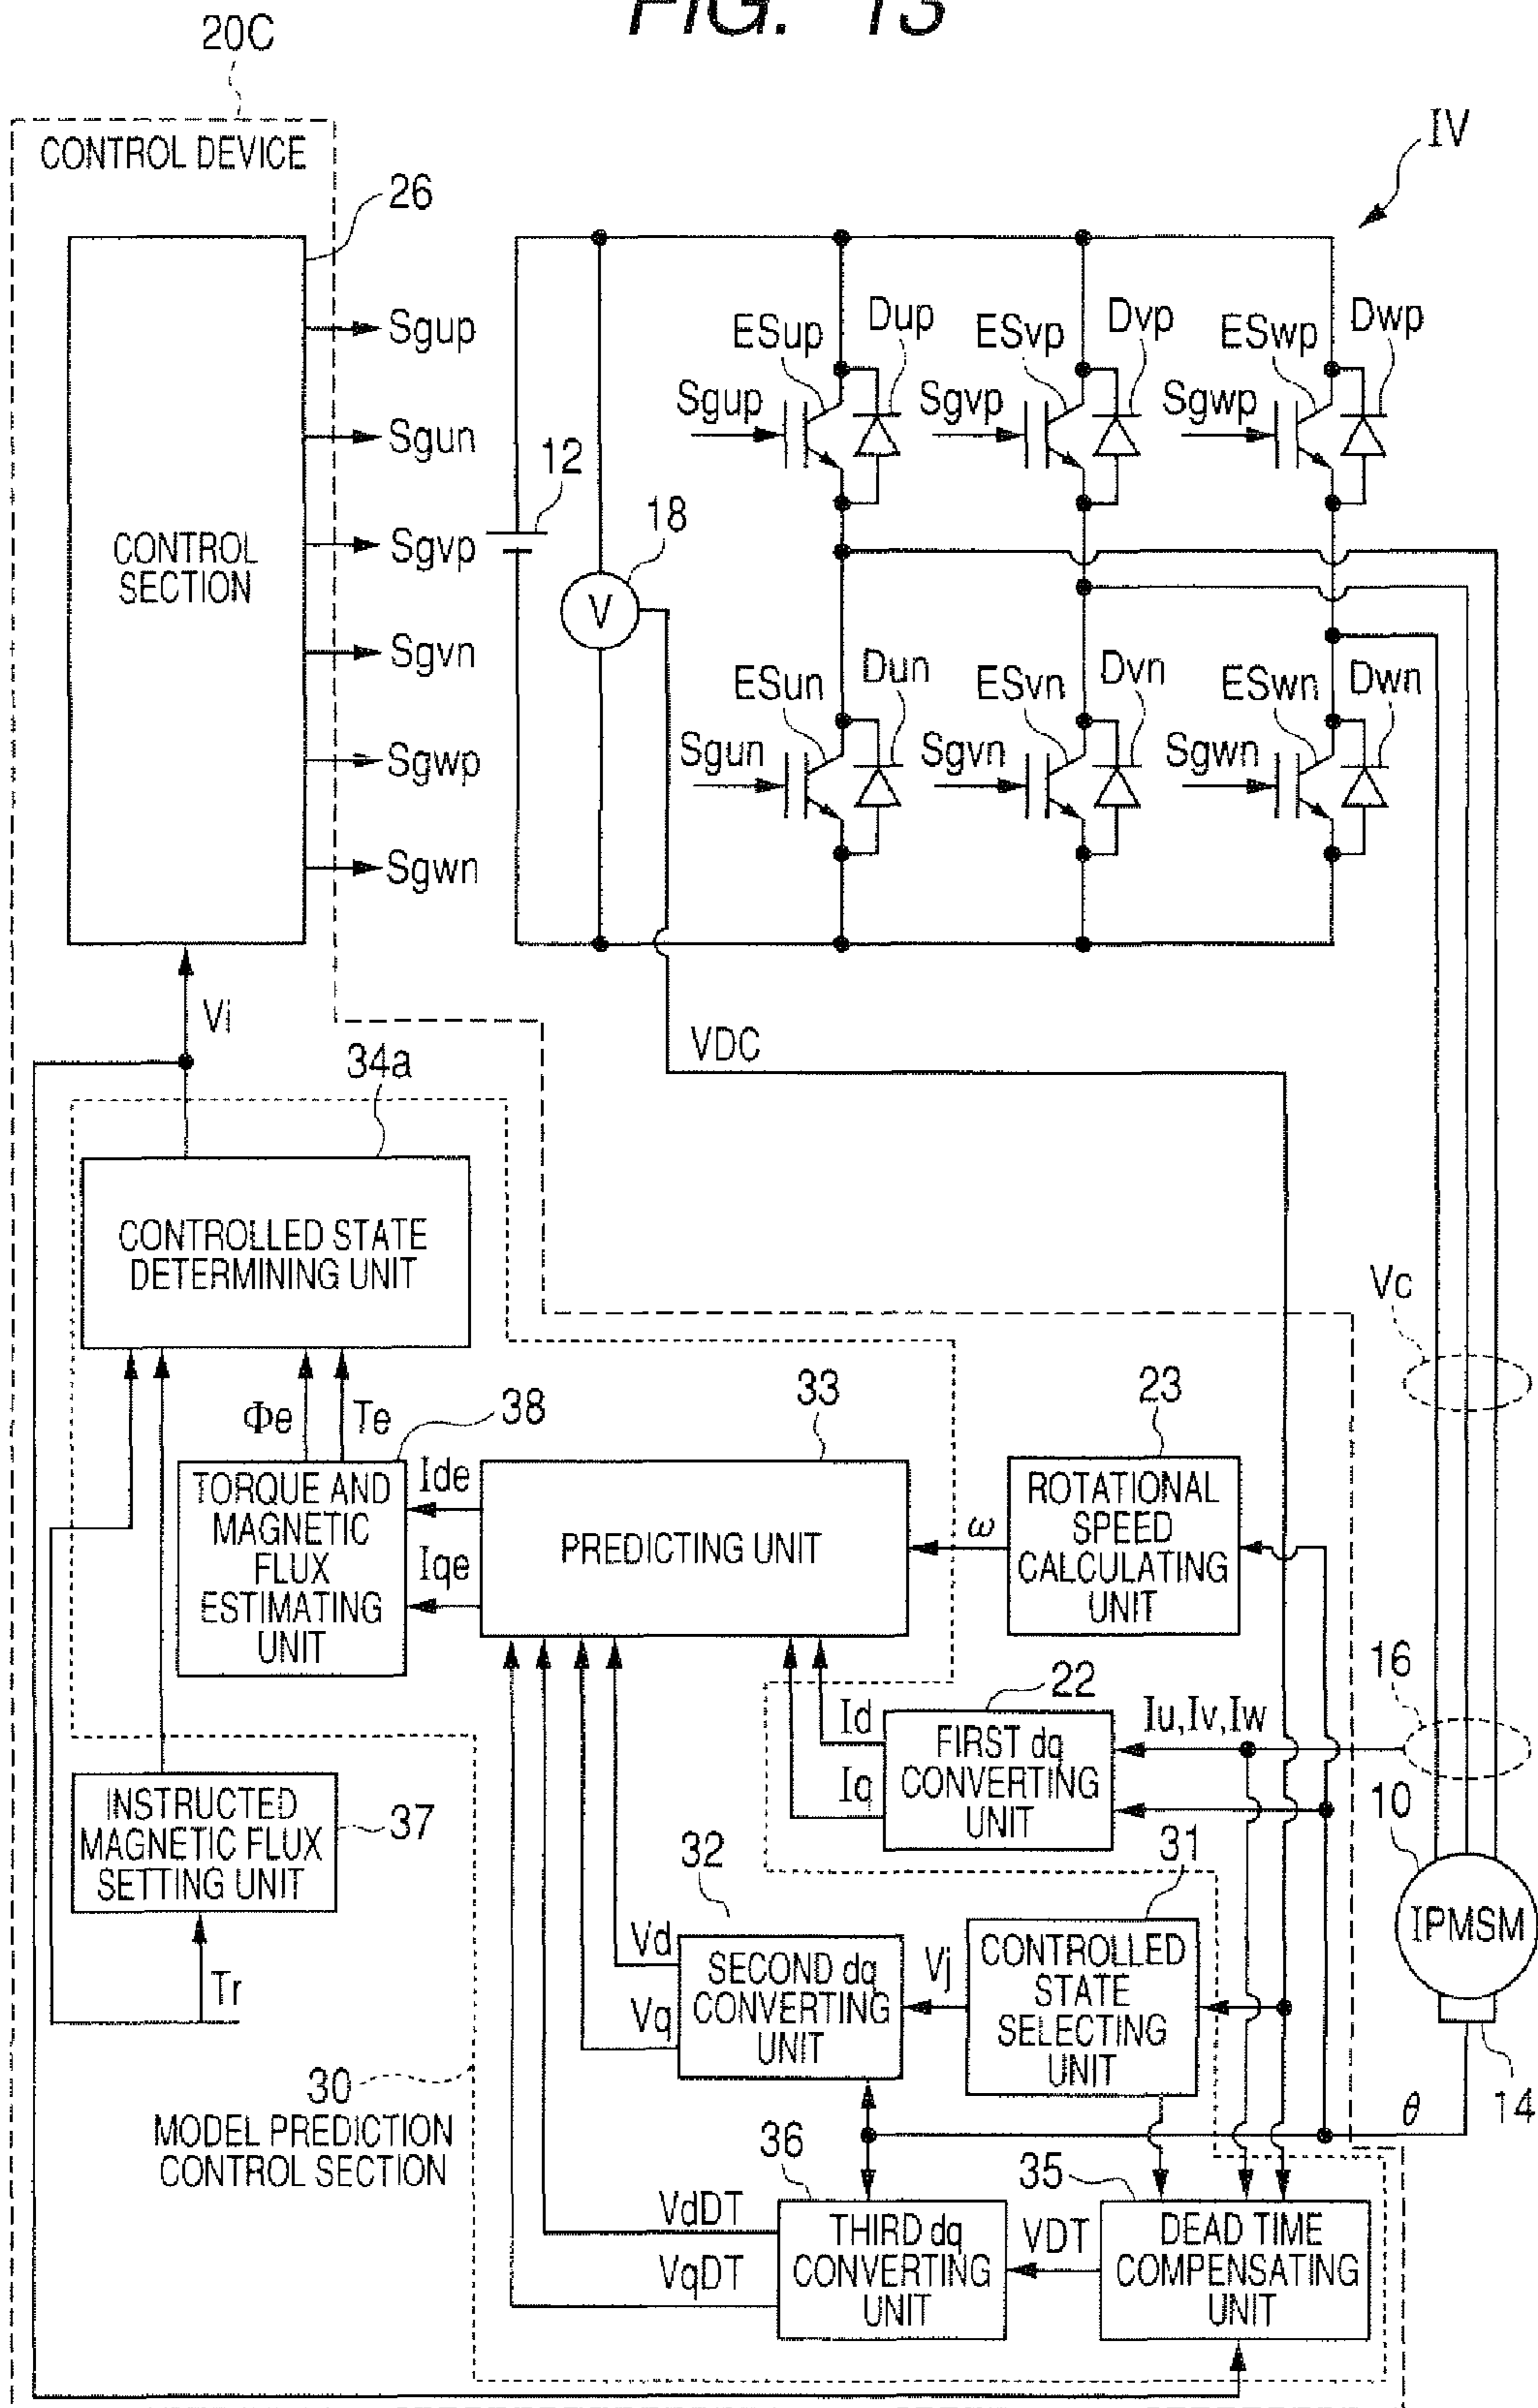 FIG. 13
20C
CONTROL DEVICE
26
CONTROL
SECTION
Sgup
Sgun
Sgvp
Sgvn
Sgwp
Sgwn
IV
ESup
Dup
ESvp
Dvp
ESwp
Dwp
Sgup
Sgvp
Sgwp
12
18
V
ESun
Dun
ESvn
Dvn
ESwn
Dwn
Sgun
Sgvn
Sgwn
Vi
VDC
34a
CONTROLLED STATE
DETERMINING UNIT
Vc
Φe
Te
38
TORQUE AND
MAGNETIC
FLUX
ESTIMATING
UNIT
Ide
Iqe
33
PREDICTING UNIT
ω
23
ROTATIONAL
SPEED
CALCULATING
UNIT
22
FIRST dq
CONVERTING
UNIT
Id
Iq
Iu,Iv,Iw
16
10
IPMSM
14
θ
INSTRUCTED
MAGNETIC FLUX
SETTING UNIT
37
Tr
32
SECOND dq
CONVERTING
UNIT
Vd
Vq
Vj
31
CONTROLLED
STATE
SELECTING
UNIT
30
MODEL PREDICTION
CONTROL SECTION
36
THIRD dq
CONVERTING
UNIT
VdDT
VqDT
VDT
35
DEAD TIME
COMPENSATING
UNIT